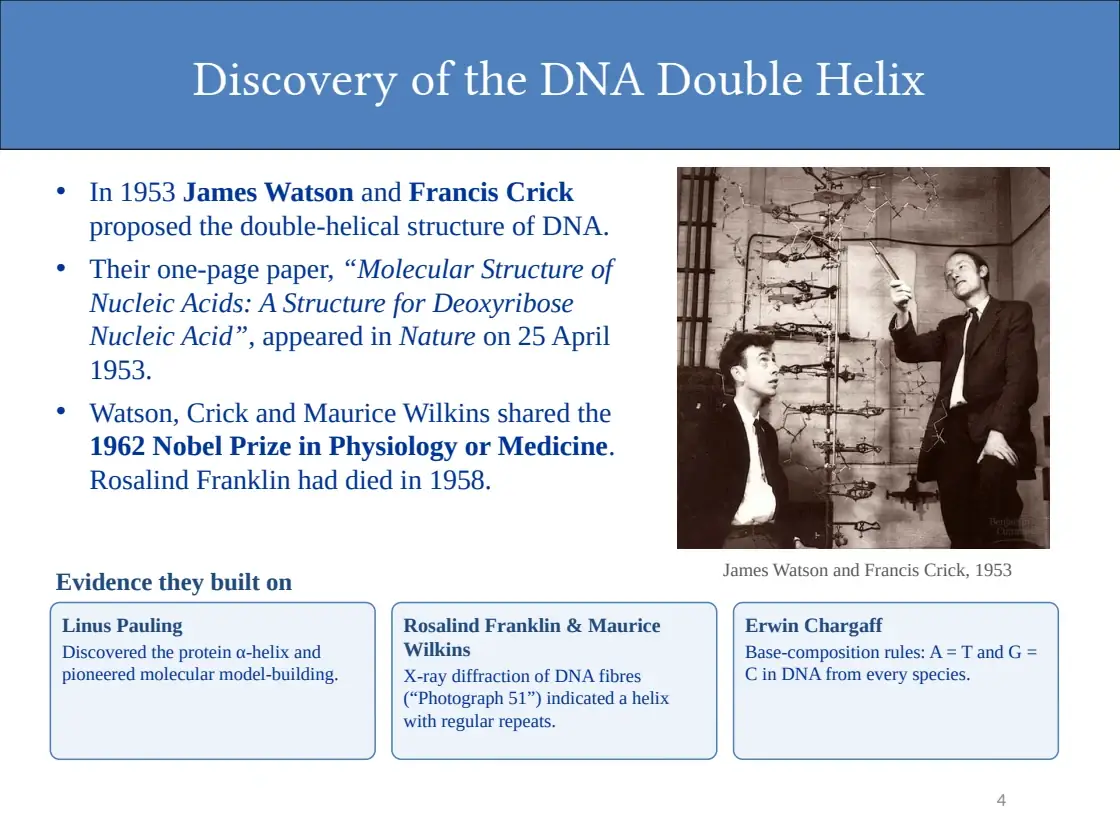 Discovery of the DNA Double Helix
• In 1953 James Watson and Francis Crick
proposed the double-helical structure of DNA.
• Their one-page paper, “Molecular Structure of
Nucleic Acids: A Structure for Deoxyribose
Nucleic Acid”, appeared in Nature on 25 April
1953.
• Watson, Crick and Maurice Wilkins shared the
1962 Nobel Prize in Physiology or Medicine.
Rosalind Franklin had died in 1958.
James Watson and Francis Crick, 1953
Evidence they built on
Linus Pauling
Discovered the protein α-helix and
pioneered molecular model-building.
Rosalind Franklin & Maurice
Wilkins
X-ray diffraction of DNA fibres
(“Photograph 51”) indicated a helix
with regular repeats.
Erwin Chargaff
Base-composition rules: A = T and G =
C in DNA from every species.
4